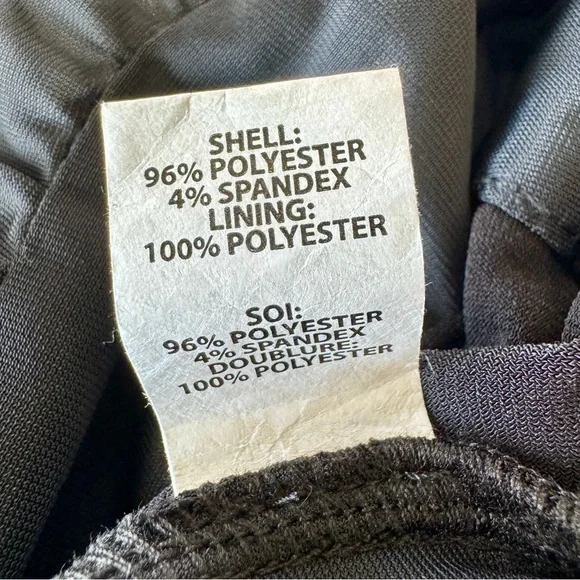 SHELL:
96% POLYESTER
4% SPANDEX
LINING:
100% POLYESTER
SOI:
96% POLYESTER
4% SPANDEX
DOUBLURE:
100% POLYESTER